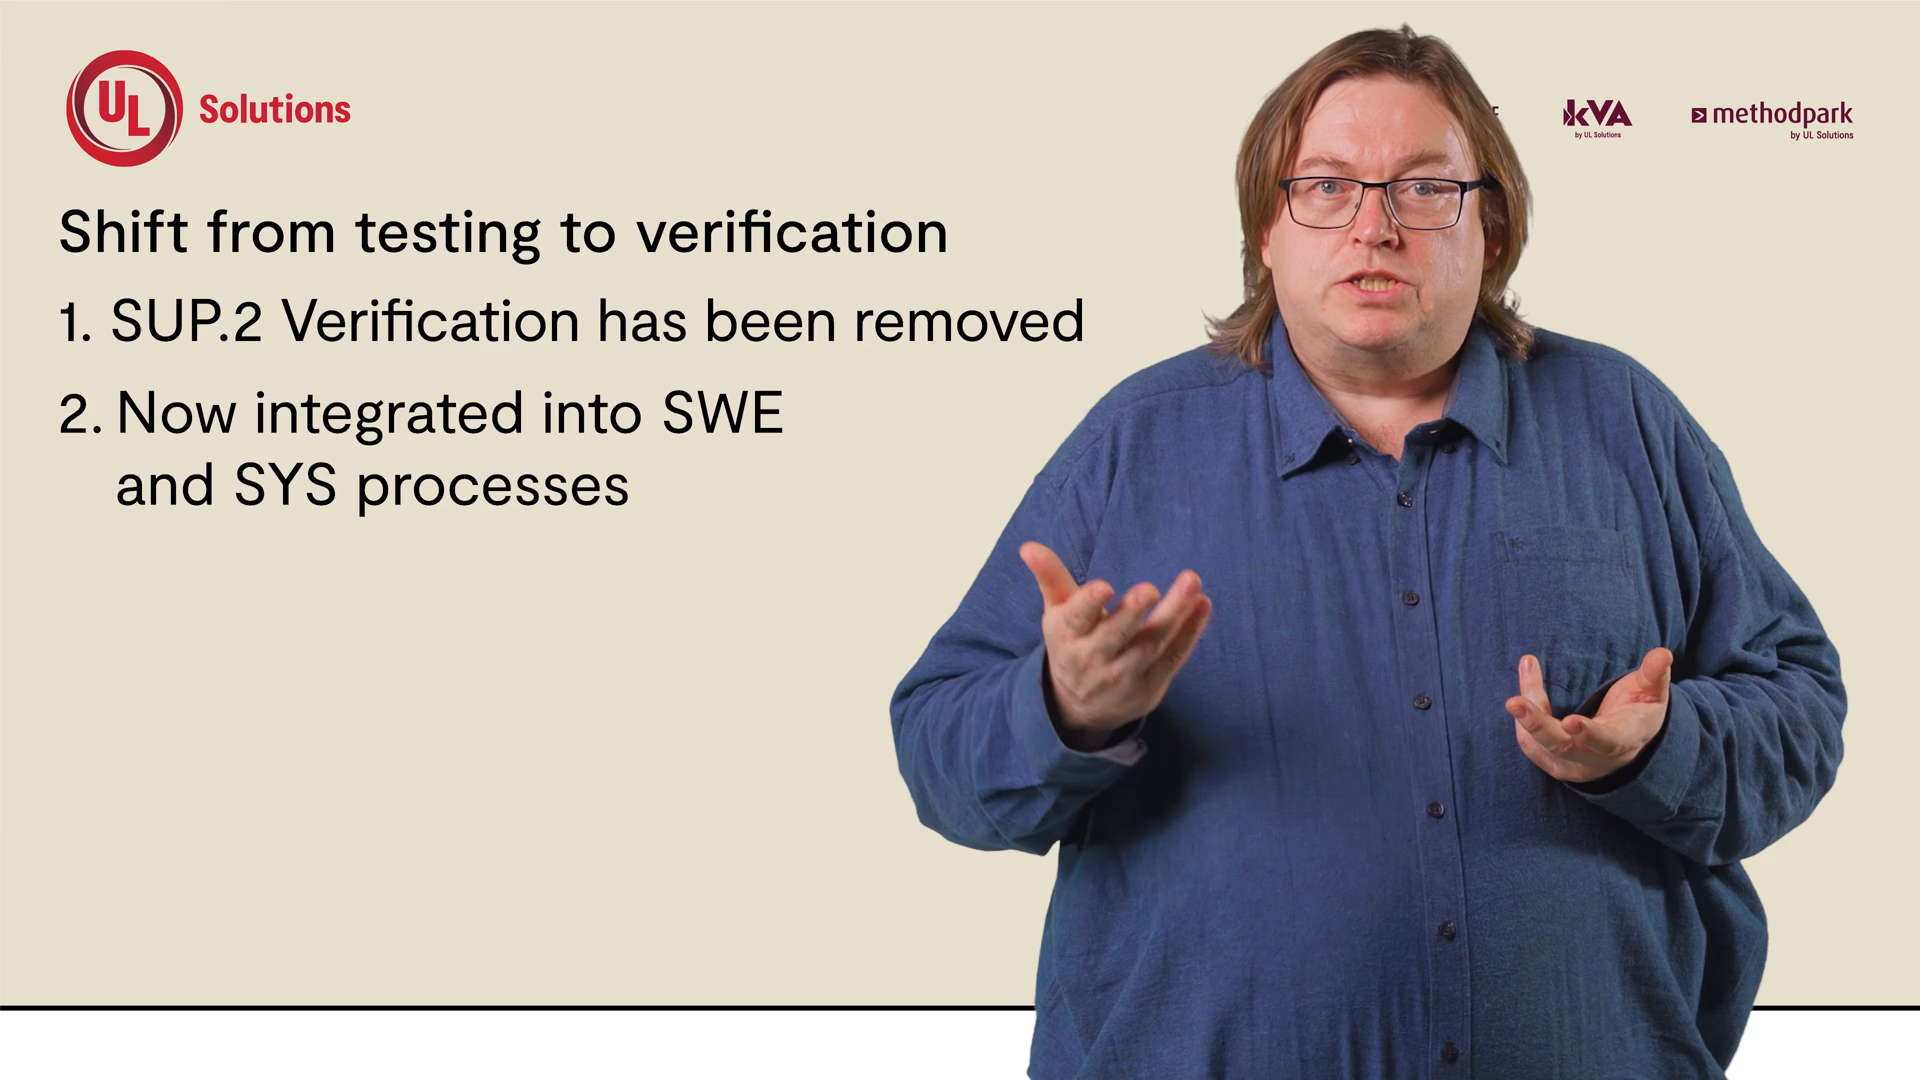 UL Solutions
kVA
by UL Solutions
methodpark
by UL Solutions
Shift from testing to verification
1. SUP.2 Verification has been removed
2. Now integrated into SWE
and SYS processes